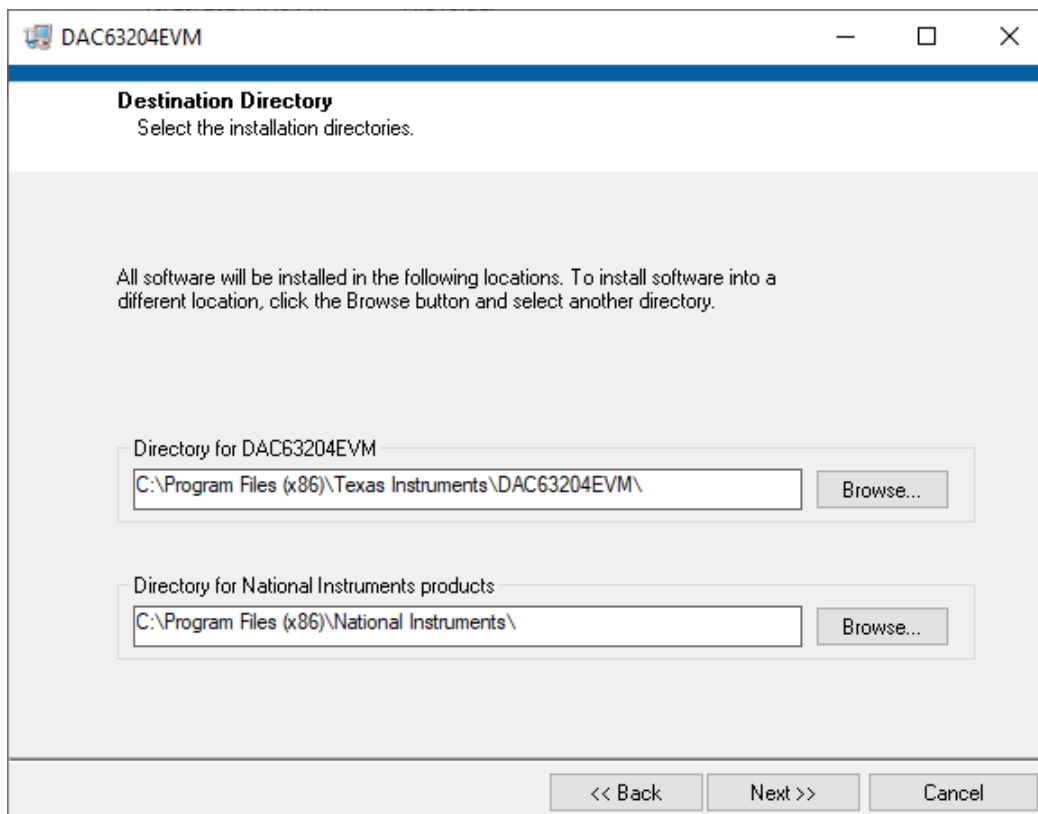 DAC63204EVM
Destination Directory
Select the installation directories.
All software will be installed in the following locations. To install software into a
different location, click the Browse button and select another directory.
Directory for DAC63204EVM
C:\Program Files (x86)\Texas Instruments\DAC63204EVM\
Browse...
Directory for National Instruments products
C:\Program Files (x86)\National Instruments\
Browse...
<< Back
Next >>
Cancel